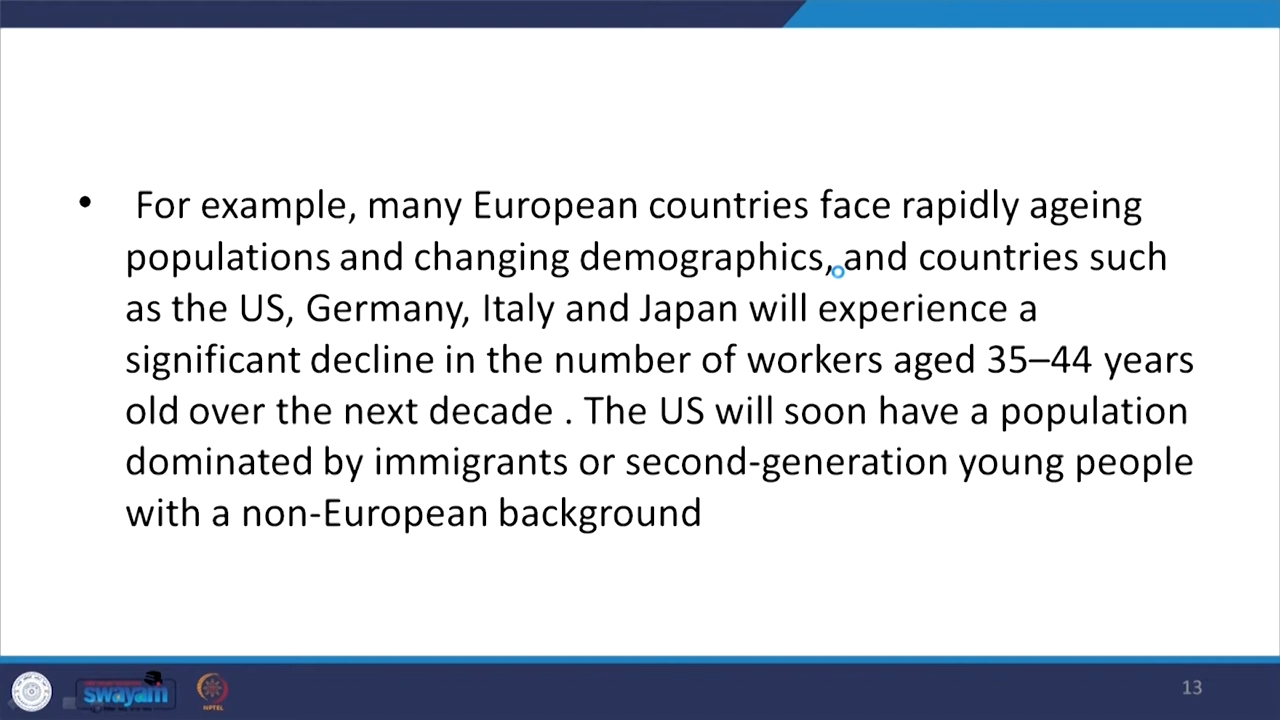 • For example, many European countries face rapidly ageing
populations and changing demographics, and countries such
as the US, Germany, Italy and Japan will experience a
significant decline in the number of workers aged 35–44 years
old over the next decade . The US will soon have a population
dominated by immigrants or second-generation young people
with a non-European background
swayam
NPTEL
13